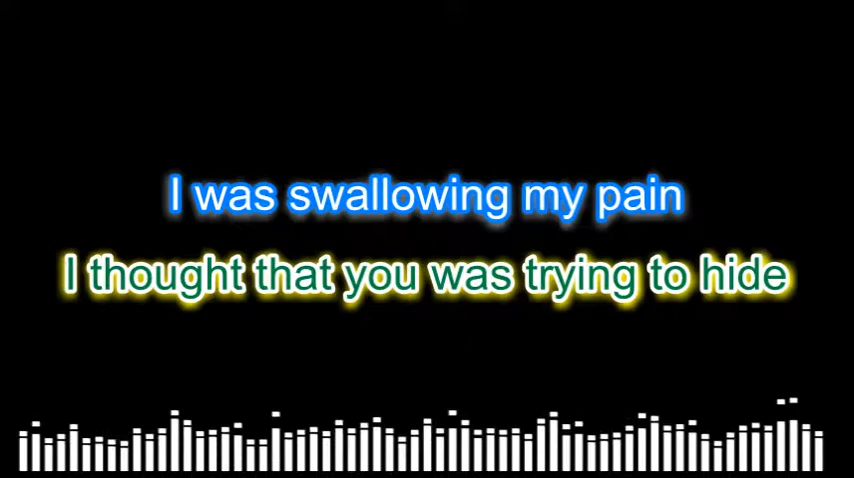 I was swallowing my pain
I thought that you was trying to hide